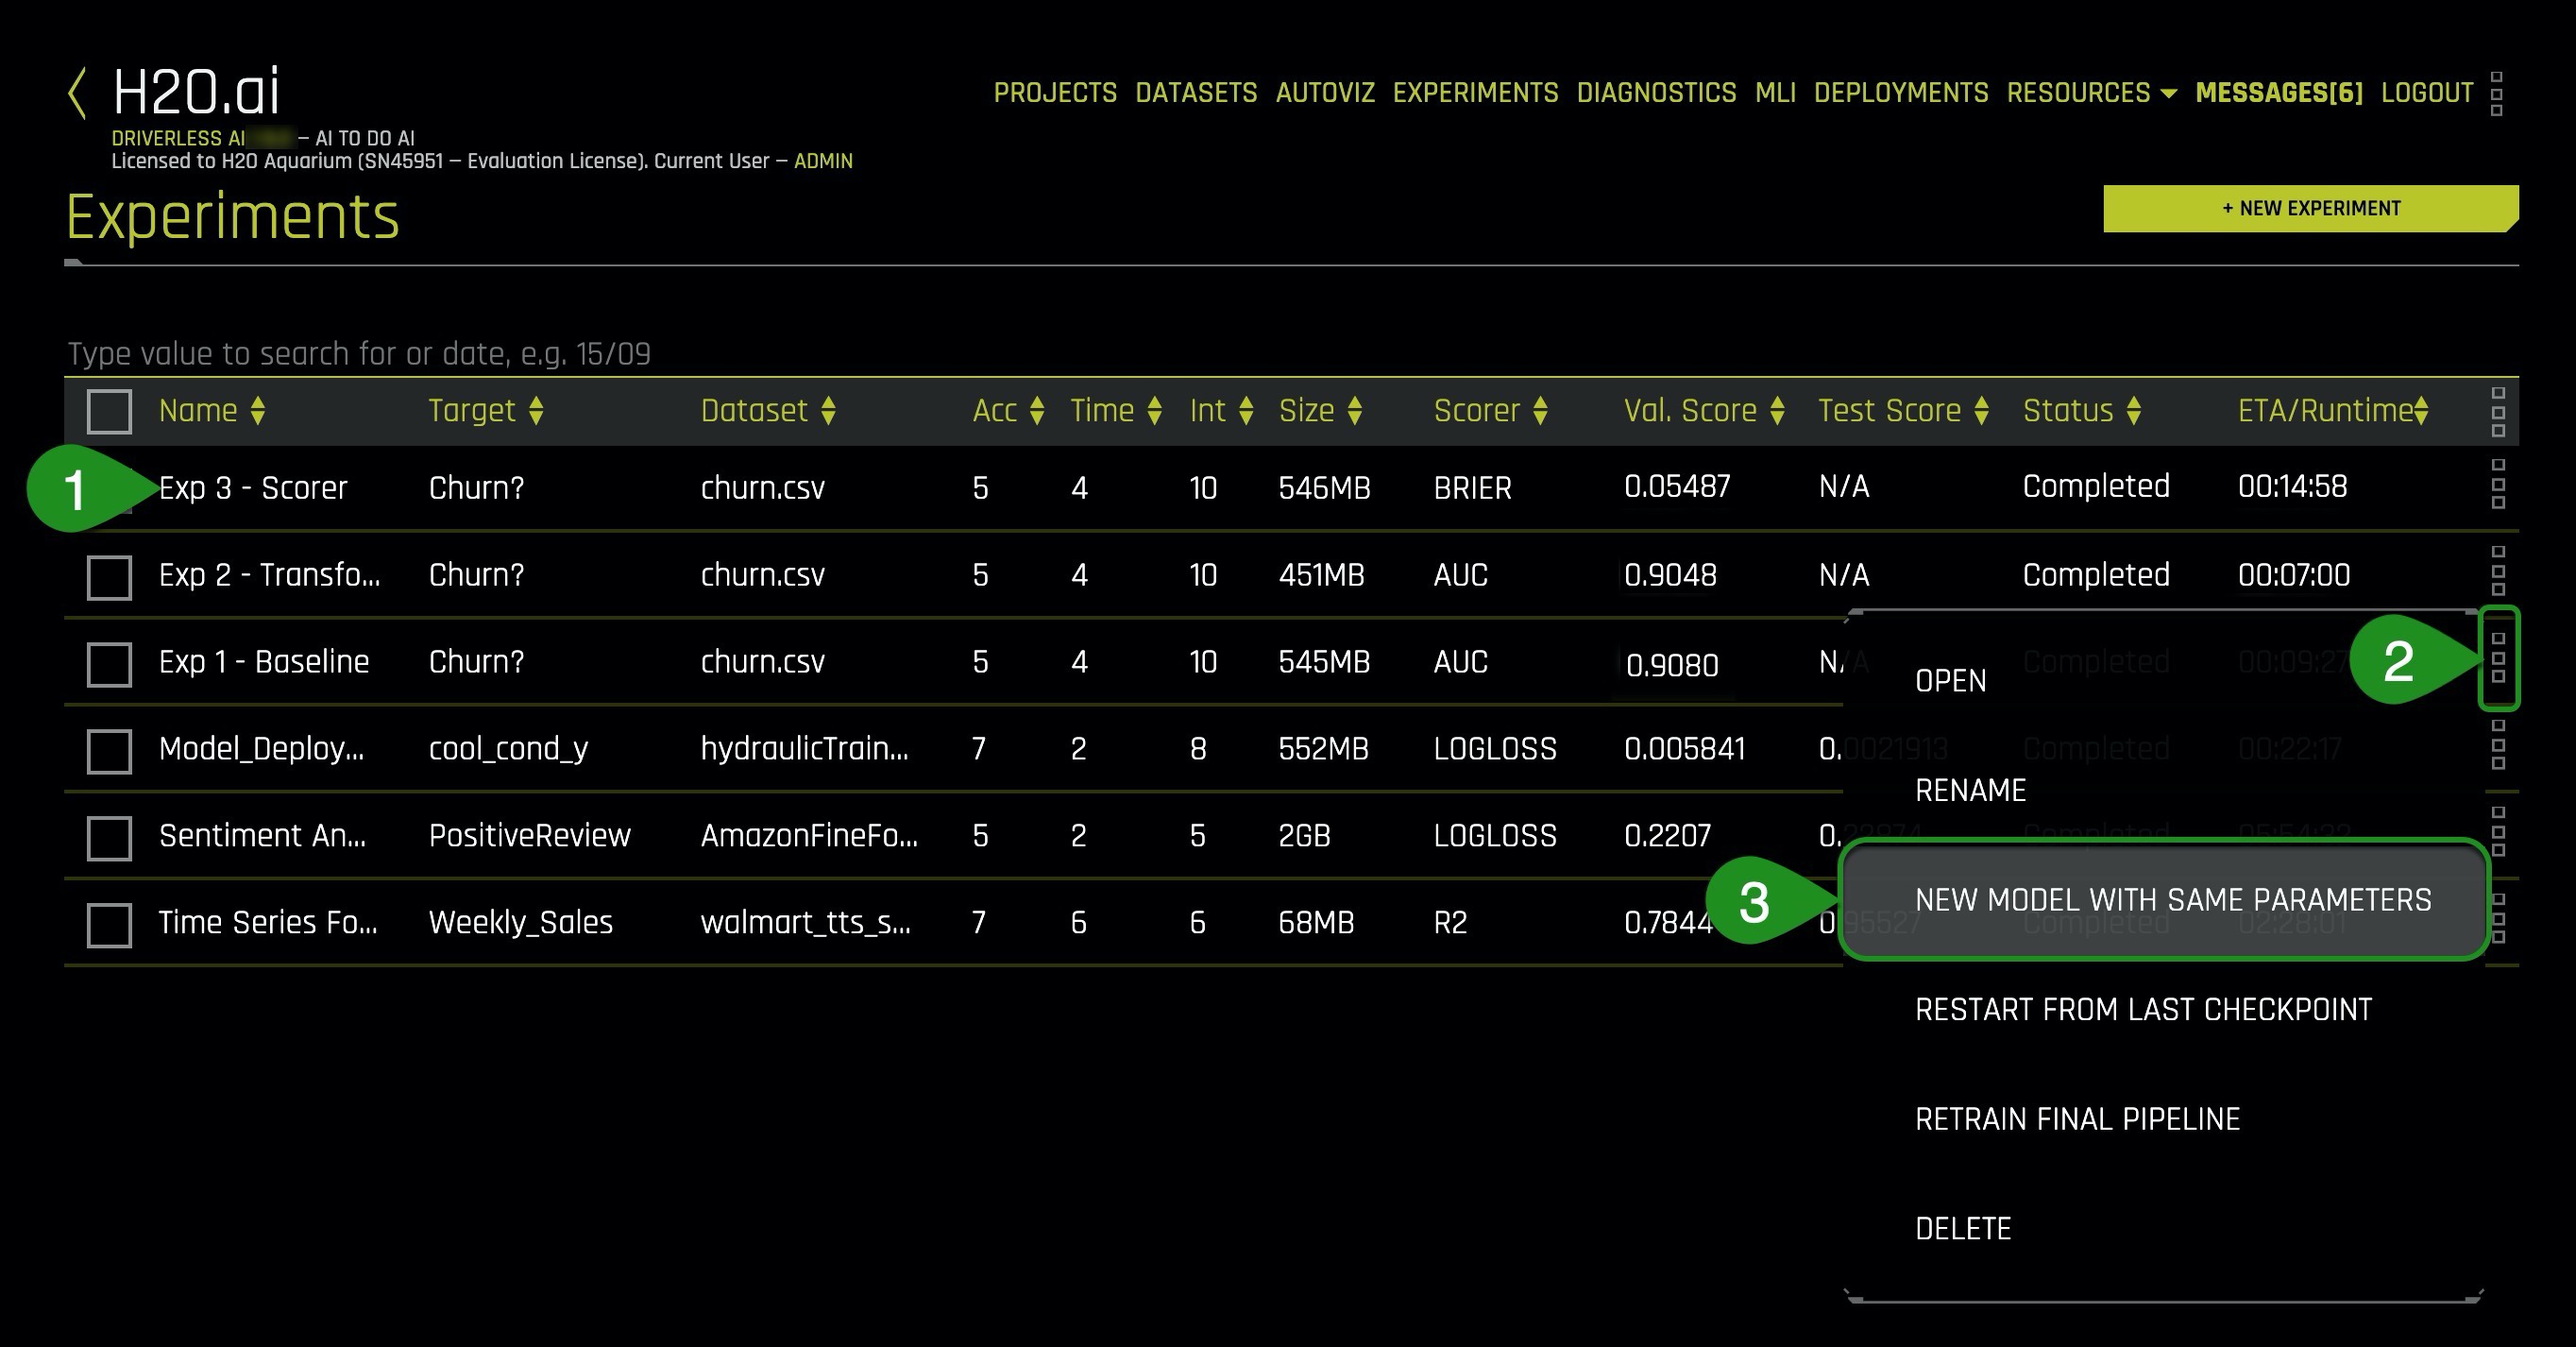 H2O.ai
PROJECTS DATASETS AUTOVIZ EXPERIMENTS DIAGNOSTICS MLI DEPLOYMENTS RESOURCES MESSAGES[6] LOGOUT
DRIVERLESS AI – AI TO DO AI
Licensed to H2O Aquarium (SN45951 – Evaluation License). Current User – ADMIN
Experiments
+ NEW EXPERIMENT
Type value to search for or date, e.g. 15/09
Name Target Dataset Acc Time Int Size Scorer Val. Score Test Score Status ETA/Runtime
1 Exp 3 - Scorer Churn? churn.csv 5 4 10 546MB BRIER 0.05487 N/A Completed 00:14:58
Exp 2 - Transfo... Churn? churn.csv 5 4 10 451MB AUC 0.9048 N/A Completed 00:07:00
Exp 1 - Baseline Churn? churn.csv 5 4 10 545MB AUC 0.9080 N/A Completed 00:09:27 2
Model_Deploy... cool_cond_y hydraulicTrain... 7 2 8 552MB LOGLOSS 0.005841 0.0021913 Completed 00:22:17
Sentiment An... PositiveReview AmazonFineFo... 5 2 5 2GB LOGLOSS 0.2207 0. Completed
Time Series Fo... Weekly_Sales walmart_tts_s... 7 6 6 68MB R2 0.7844 Completed 02:28:01
OPEN
RENAME
3 NEW MODEL WITH SAME PARAMETERS
RESTART FROM LAST CHECKPOINT
RETRAIN FINAL PIPELINE
DELETE